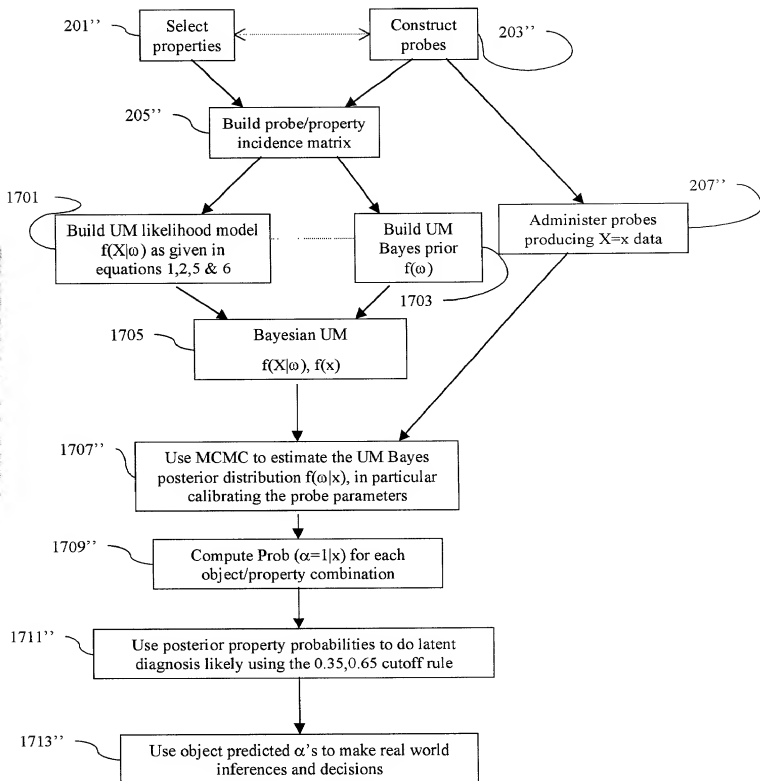 201’’
Select
properties
Construct
probes
203’’
205’’
Build probe/property
incidence matrix
1701
Build UM likelihood model
f(X|ω) as given in
equations 1,2,5 & 6
Build UM
Bayes prior
f(ω)
1703
207’’
Administer probes
producing X=x data
1705
Bayesian UM
f(X|ω), f(x)
1707’’
Use MCMC to estimate the UM Bayes
posterior distribution f(ω|x), in particular
calibrating the probe parameters
1709’’
Compute Prob (α=1|x) for each
object/property combination
1711’’
Use posterior property probabilities to do latent
diagnosis likely using the 0.35,0.65 cutoff rule
1713’’
Use object predicted α's to make real world
inferences and decisions